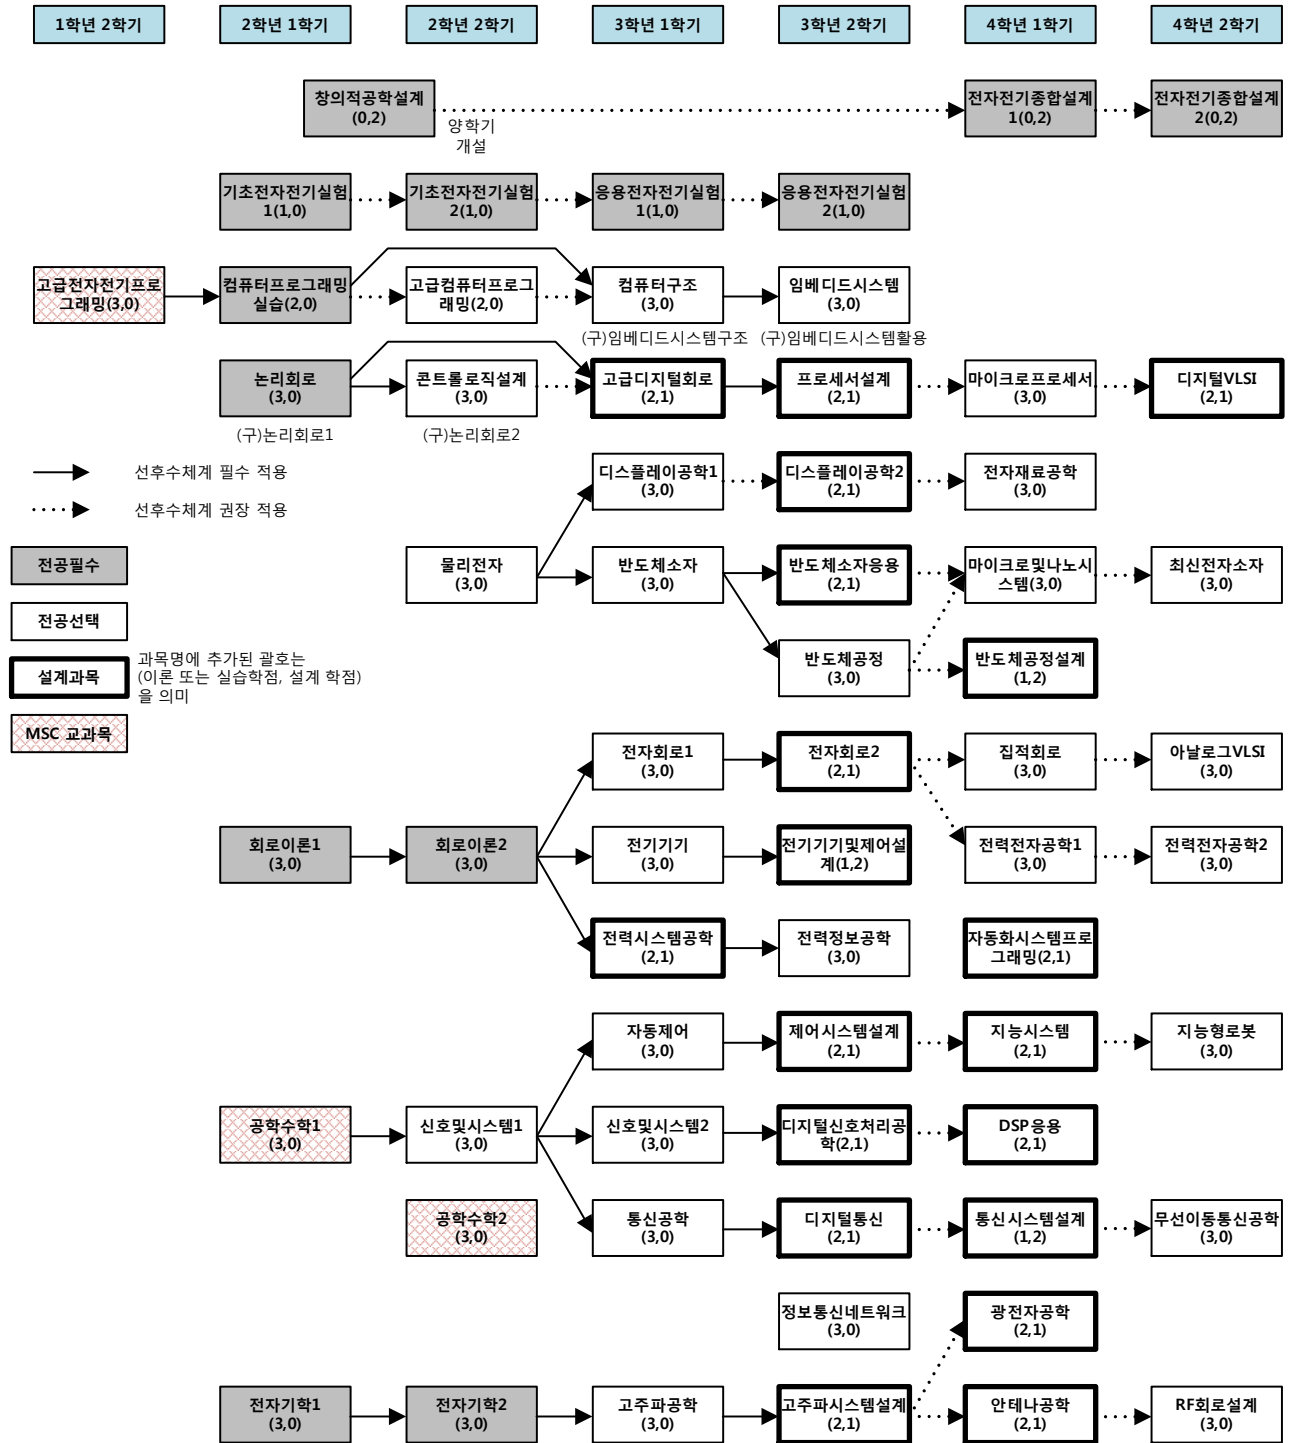 1학년 2학기
2학년 1학기
2학년 2학기
3학년 1학기
3학년 2학기
4학년 1학기
4학년 2학기
창의적공학설계
(0,2)
양학기
개설
전자전기종합설계
1(0,2)
전자전기종합설계
2(0,2)
기초전자전기실험
1(1,0)
기초전자전기실험
2(1,0)
응용전자전기실험
1(1,0)
응용전자전기실험
2(1,0)
고급전자전기프로
그래밍(3,0)
컴퓨터프로그래밍
실습(2,0)
고급컴퓨터프로그
래밍(2,0)
컴퓨터구조
(3,0)
임베디드시스템
(3,0)
(구)임베디드시스템구조
(구)임베디드시스템활용
논리회로
(3,0)
콘트롤로직설계
(3,0)
고급디지털회로
(2,1)
프로세서설계
(2,1)
마이크로프로세서
(3,0)
디지털VLSI
(2,1)
(구)논리회로1
(구)논리회로2
선후수체계 필수 적용
선후수체계 권장 적용
전공필수
전공선택
설계과목
과목명에 추가된 괄호는
(이론 또는 실습학점, 설계 학점)
을 의미
MSC 교과목
디스플레이공학1
(3,0)
디스플레이공학2
(2,1)
전자재료공학
(3,0)
물리전자
(3,0)
반도체소자
(3,0)
반도체소자응용
(2,1)
마이크로및나노시
스템(3,0)
최신전자소자
(3,0)
반도체공정
(3,0)
반도체공정설계
(1,2)
전자회로1
(3,0)
전자회로2
(2,1)
집적회로
(3,0)
아날로그VLSI
(3,0)
회로이론1
(3,0)
회로이론2
(3,0)
전기기기
(3,0)
전기기기및제어설
계(1,2)
전력전자공학1
(3,0)
전력전자공학2
(3,0)
전력시스템공학
(2,1)
전력정보공학
(3,0)
자동화시스템프로
그래밍(2,1)
자동제어
(3,0)
제어시스템설계
(2,1)
지능시스템
(2,1)
지능형로봇
(3,0)
공학수학1
(3,0)
신호및시스템1
(3,0)
신호및시스템2
(3,0)
디지털신호처리공
학(2,1)
DSP응용
(2,1)
공학수학2
(3,0)
통신공학
(3,0)
디지털통신
(2,1)
통신시스템설계
(1,2)
무선이동통신공학
(3,0)
정보통신네트워크
(3,0)
광전자공학
(2,1)
전자기학1
(3,0)
전자기학2
(3,0)
고주파공학
(3,0)
고주파시스템설계
(2,1)
안테나공학
(2,1)
RF회로설계
(3,0)